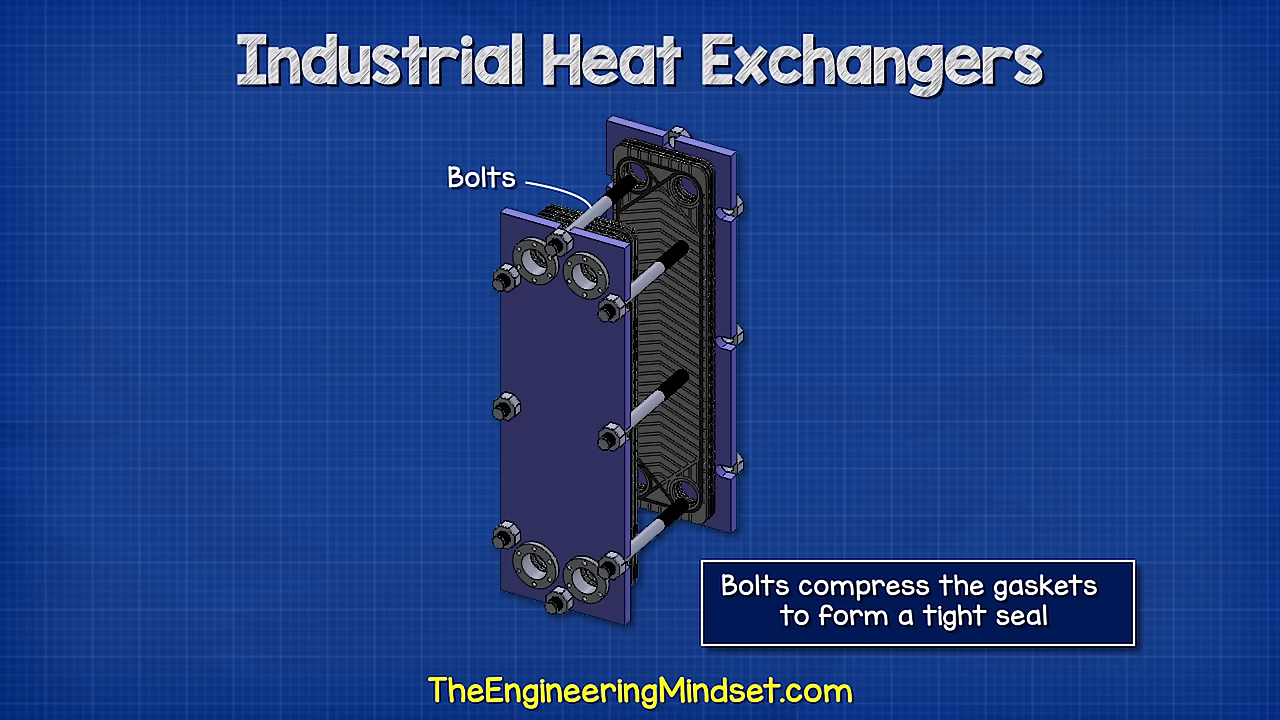 Industrial Heat Exchangers
Bolts
Bolts compress the gaskets
to form a tight seal
TheEngineeringMindset.com